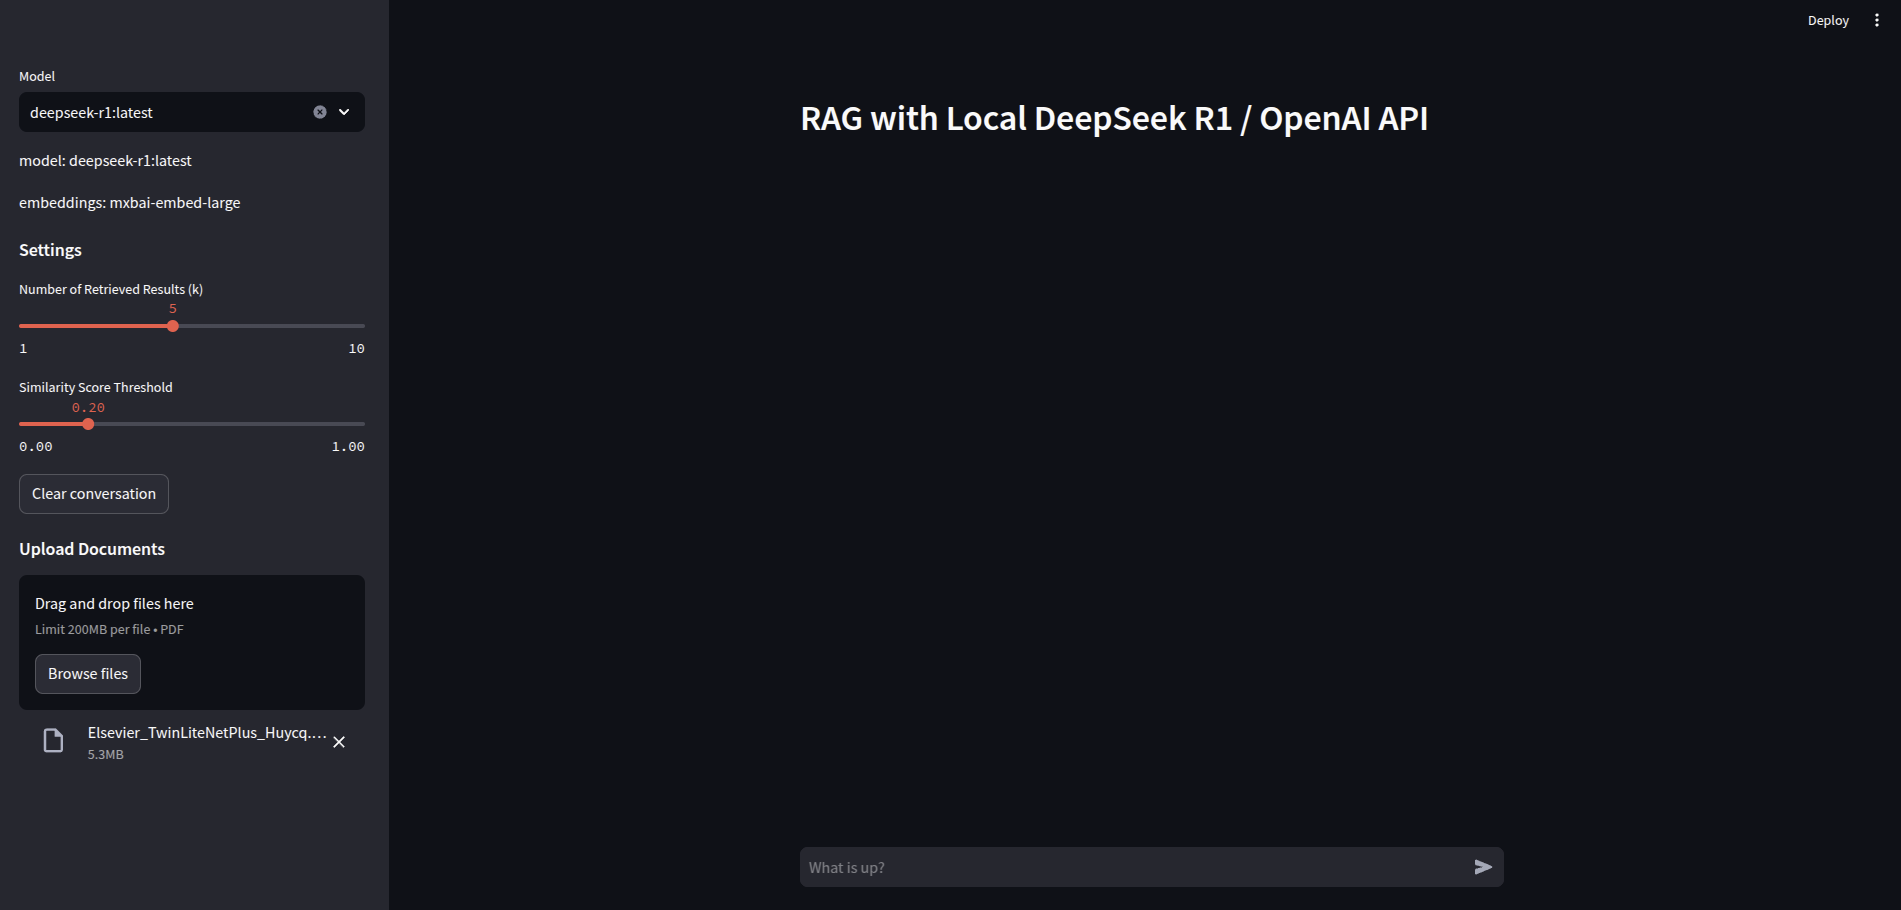 Deploy
Model
deepseek-r1:latest
model: deepseek-r1:latest
embeddings: mxbai-embed-large
Settings
Number of Retrieved Results (k)
5
1 10
Similarity Score Threshold
0.20
0.00 1.00
Clear conversation
Upload Documents
Drag and drop files here
Limit 200MB per file • PDF
Browse files
Elsevier_TwinLiteNetPlus_Huycq....
5.3MB
RAG with Local DeepSeek R1 / OpenAI API
What is up?